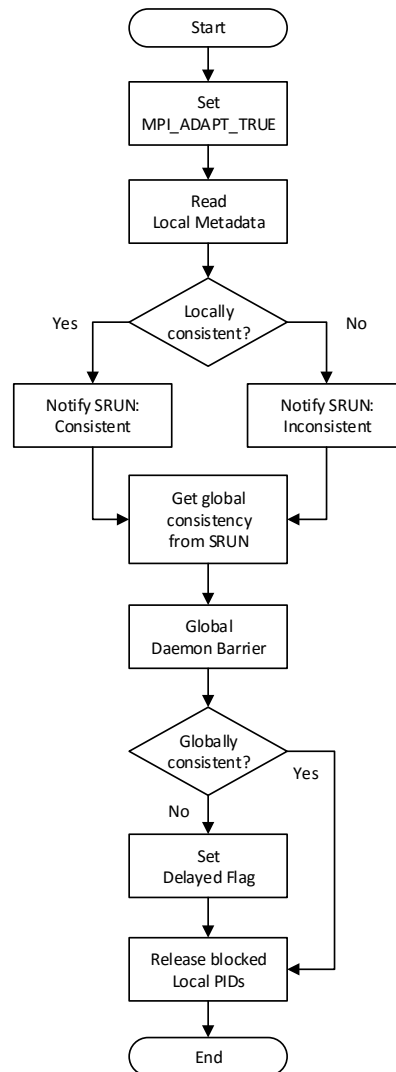 Start
Set
MPI_ADAPT_TRUE
Read
Local Metadata
Locally
consistent?
Yes
No
Notify SRUN:
Consistent
Notify SRUN:
Inconsistent
Get global
consistency
from SRUN
Global
Daemon Barrier
Globally
consistent?
Yes
No
Set
Delayed Flag
Release blocked
Local PIDs
End